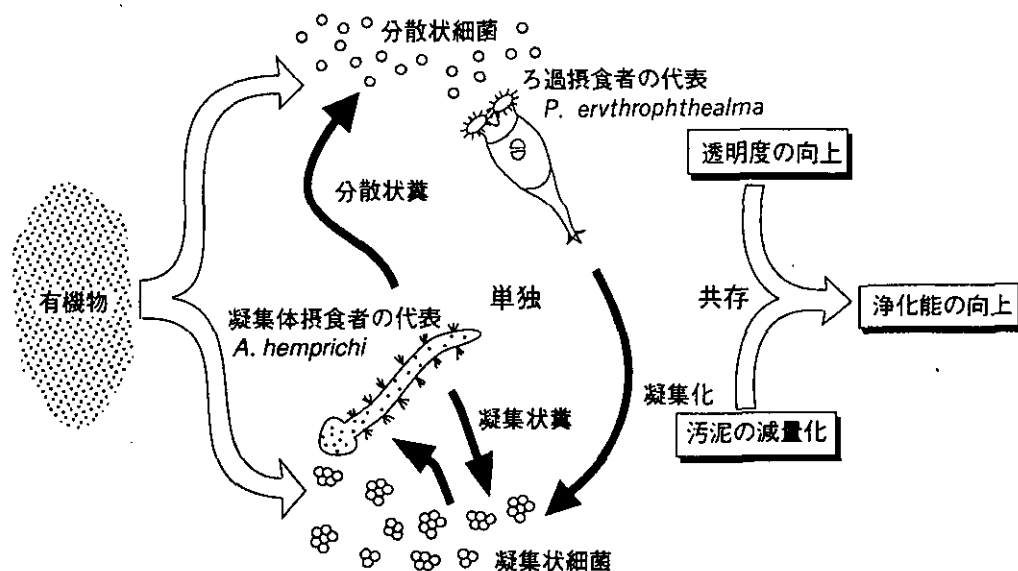 分散状細菌
ろ過摂食者の代表
P. ervthrophthealma
透明度の向上
分散状糞
有機物
単独
共存
浄化能の向上
凝集体摂食者の代表
A. hemprichi
凝集化
凝集状糞
汚泥の減量化
凝集状細菌